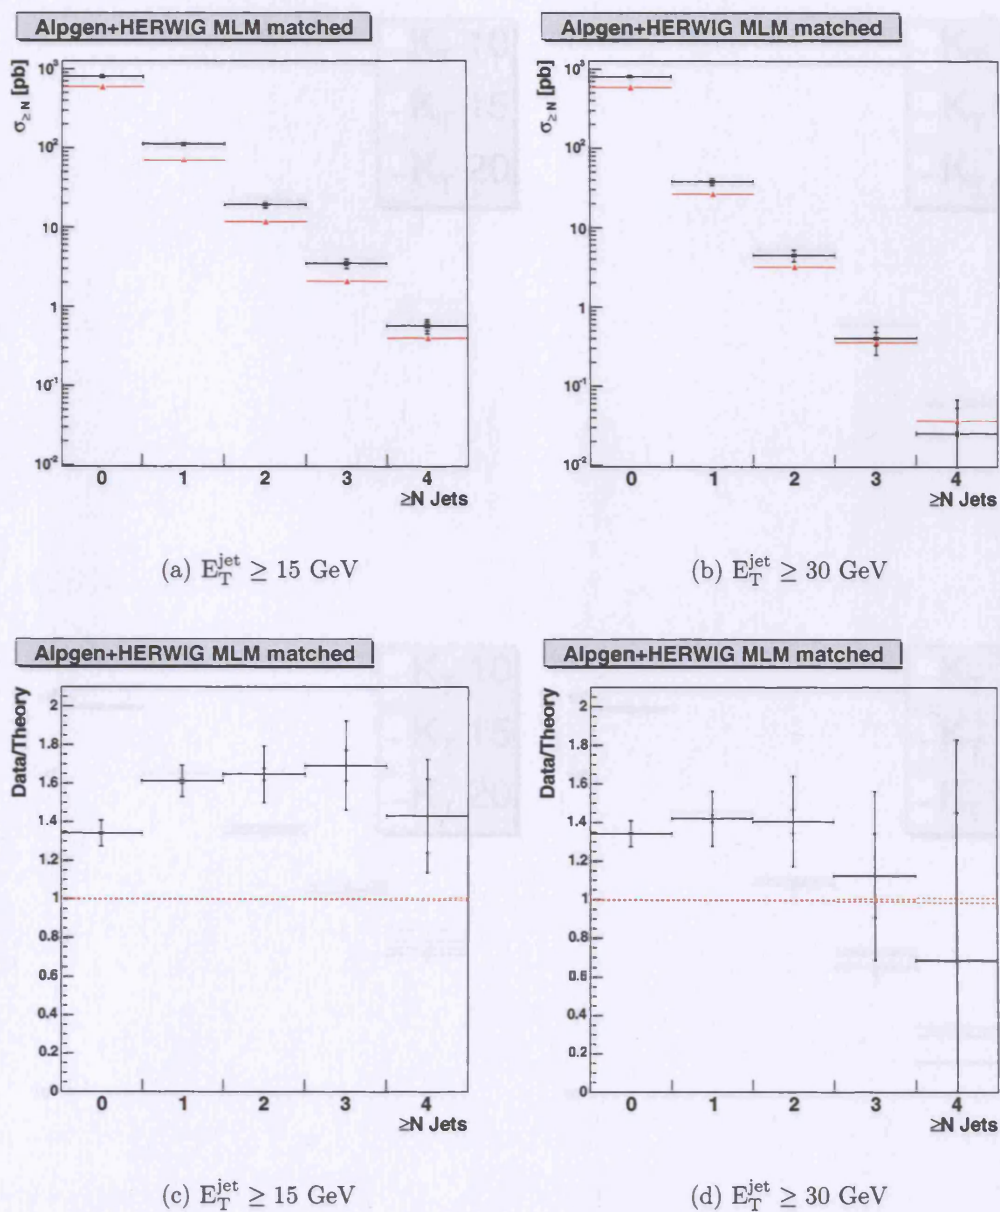 Alpgen+HERWIG MLM matched
σ≥N [pb]
10³
10²
10
1
10⁻¹
10⁻²
0 1 2 3 4
≥N Jets
(a) E_T^jet ≥ 15 GeV
Alpgen+HERWIG MLM matched
σ≥N [pb]
10³
10²
10
1
10⁻¹
10⁻²
0 1 2 3 4
≥N Jets
(b) E_T^jet ≥ 30 GeV
Alpgen+HERWIG MLM matched
Data/Theory
2
1.8
1.6
1.4
1.2
1
0.8
0.6
0.4
0.2
0
0 1 2 3 4
≥N Jets
(c) E_T^jet ≥ 15 GeV
Alpgen+HERWIG MLM matched
Data/Theory
2
1.8
1.6
1.4
1.2
1
0.8
0.6
0.4
0.2
0
0 1 2 3 4
≥N Jets
(d) E_T^jet ≥ 30 GeV